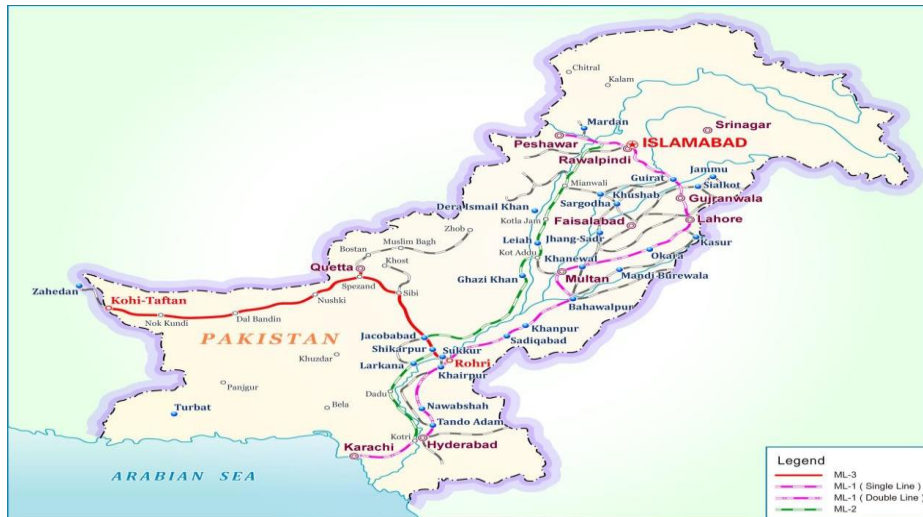 Chitral
Kalam
Mardan
Srinagar
Peshawar
ISLAMABAD
Rawalpindi
Jammu
Mianwali
Gujrat
Sialkot
Khushab
Dera Ismail Khan
Sargodha
Gujranwala
Kotla Jam
Faisalabad
Lahore
Zhob
Muslim Bagh
Leiah
Jhang-Sadr
Kasur
Bostan
Kot Addu
Khanewal
Okara
Quetta
Khost
Multan
Mandi Burewala
Zahedan
Spezand
Ghazi Khan
Kohi-Taftan
Nushki
Sibi
Bahawalpur
Nok Kundi
Dal Bandin
PAKISTAN
Jacobabad
Khanpur
Shikarpur
Sukkur
Sadiqabad
Khuzdar
Larkana
Rohri
Khairpur
Panjgur
Dadu
Turbat
Bela
Nawabshah
Tando Adam
Kotri
Karachi
Hyderabad
ARABIAN SEA
Legend
ML-3
ML-1 ( Single Line )
ML-1 ( Double Line )
ML-2